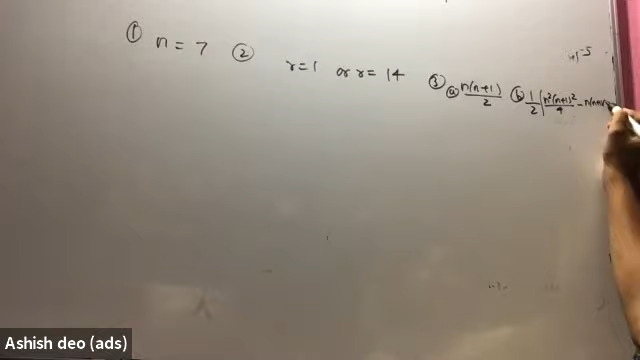 ① n = 7 ② r = 1 or r = 14 ③ ⓐ n(n+1)/2 ⓑ 1/2 [n²(n+1)²/4 - n(n+1)
Ashish deo (ads)